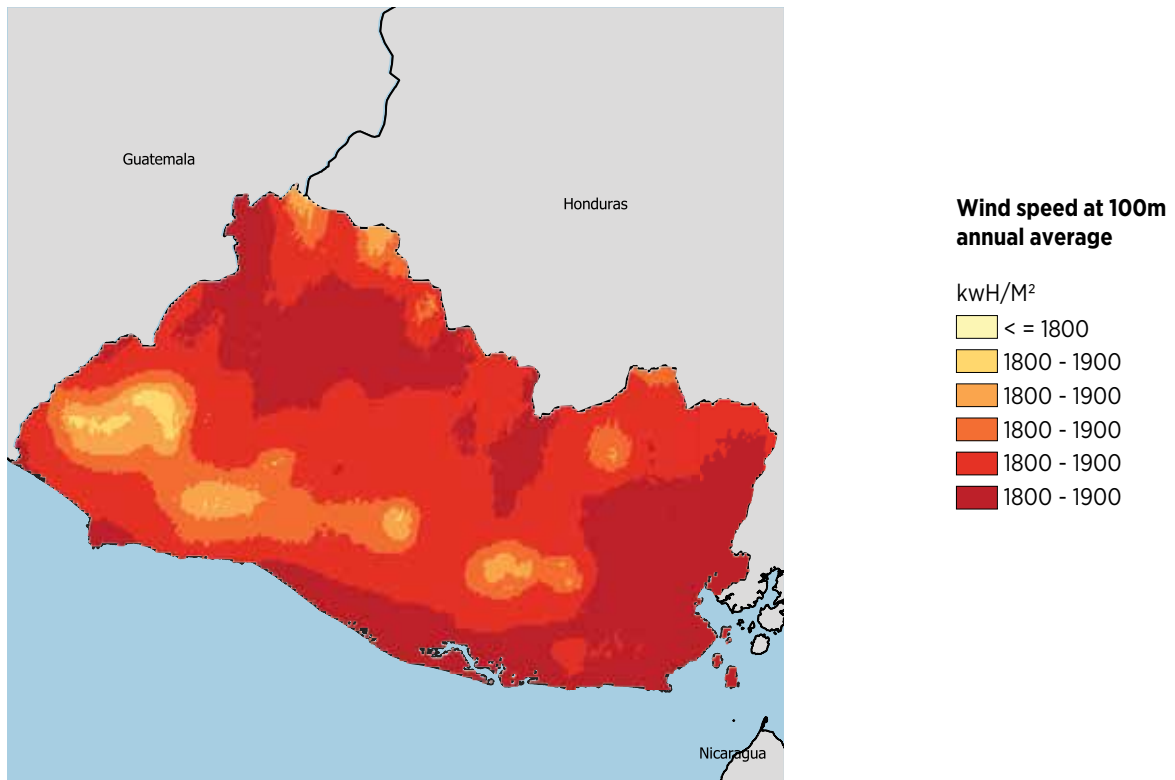 Guatemala
Honduras
Nicaragua
Wind speed at 100m
annual average
kwH/M²
< = 1800
1800 - 1900
1800 - 1900
1800 - 1900
1800 - 1900
1800 - 1900